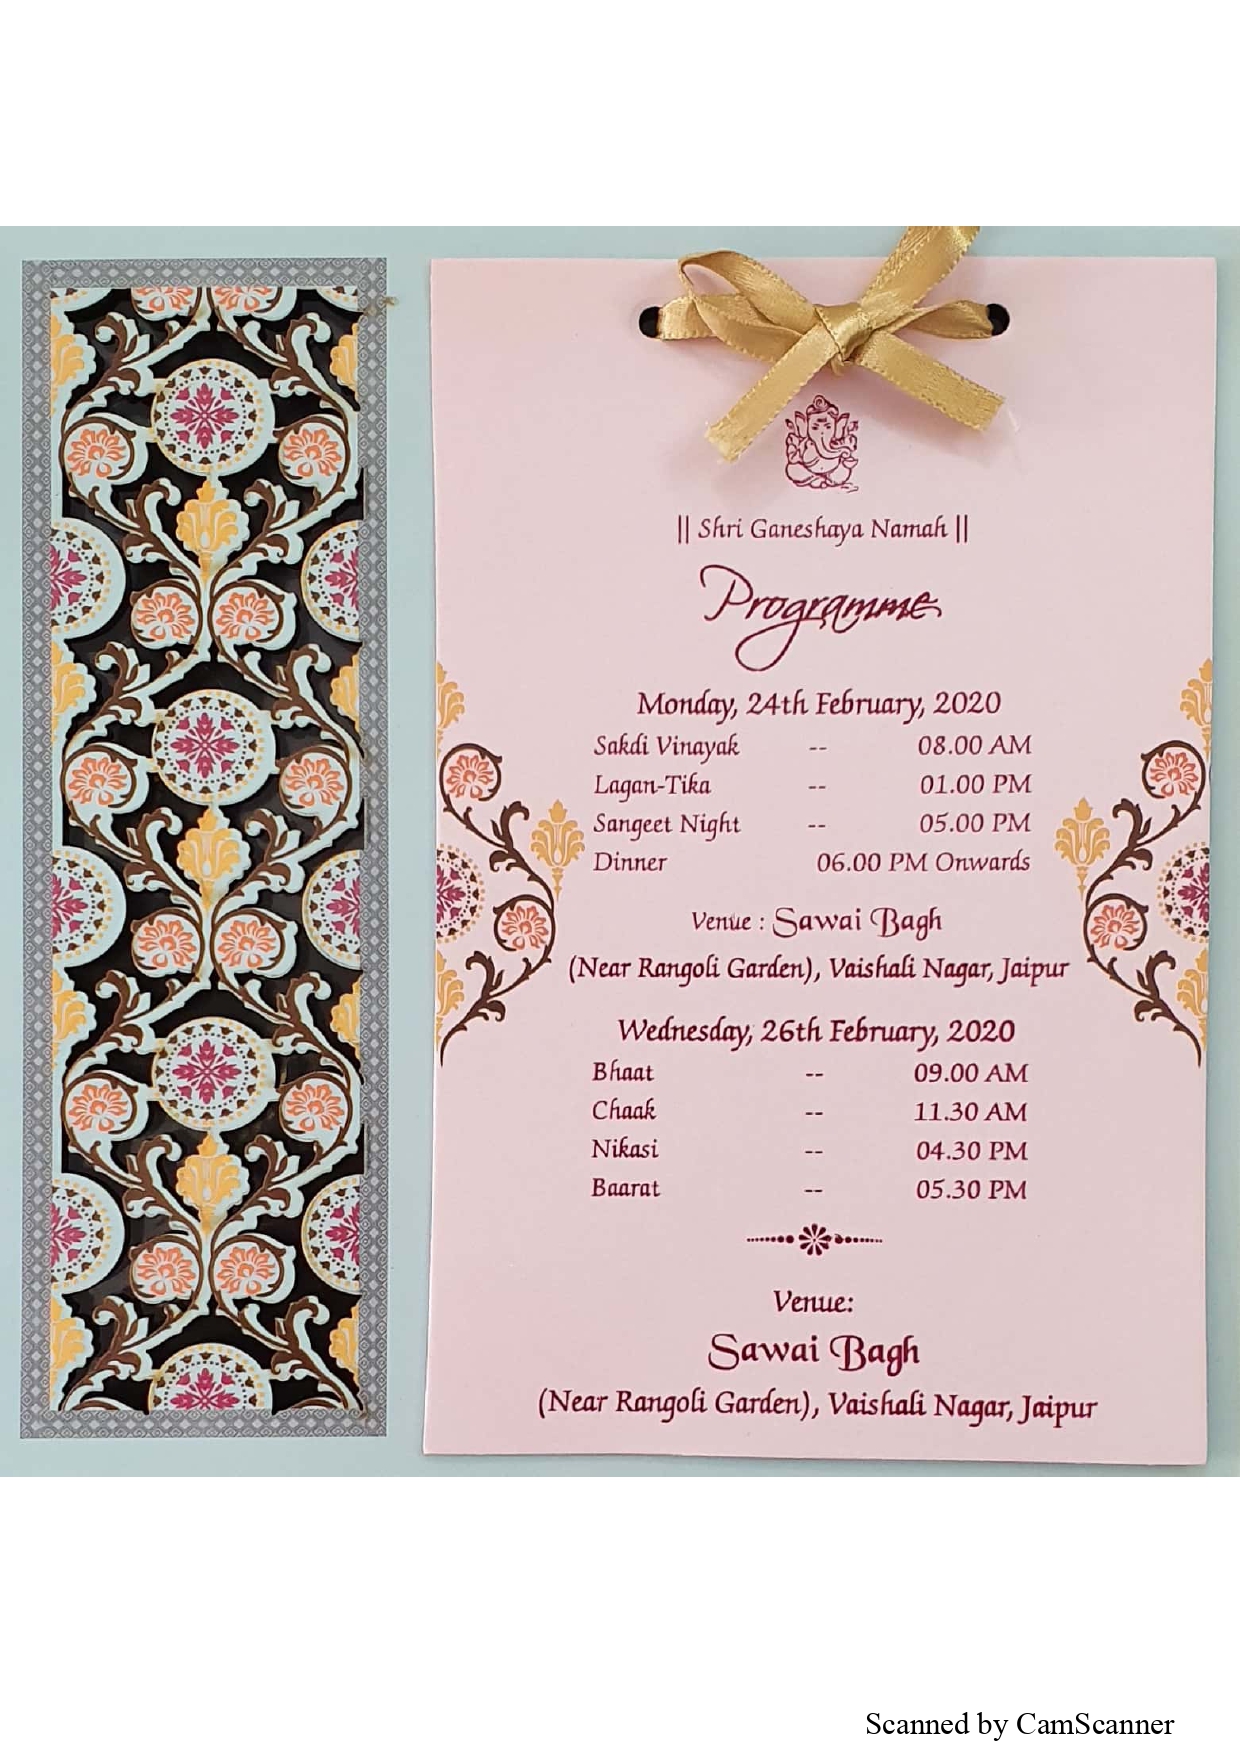 || Shri Ganeshaya Namah ||
Programme
Monday, 24th February, 2020
Sakdi Vinayak -- 08.00 AM
Lagan-Tika -- 01.00 PM
Sangeet Night -- 05.00 PM
Dinner 06.00 PM Onwards
Venue : Sawai Bagh
(Near Rangoli Garden), Vaishali Nagar, Jaipur
Wednesday, 26th February, 2020
Bhaat -- 09.00 AM
Chaak -- 11.30 AM
Nikasi -- 04.30 PM
Baarat -- 05.30 PM
Venue:
Sawai Bagh
(Near Rangoli Garden), Vaishali Nagar, Jaipur
Scanned by CamScanner